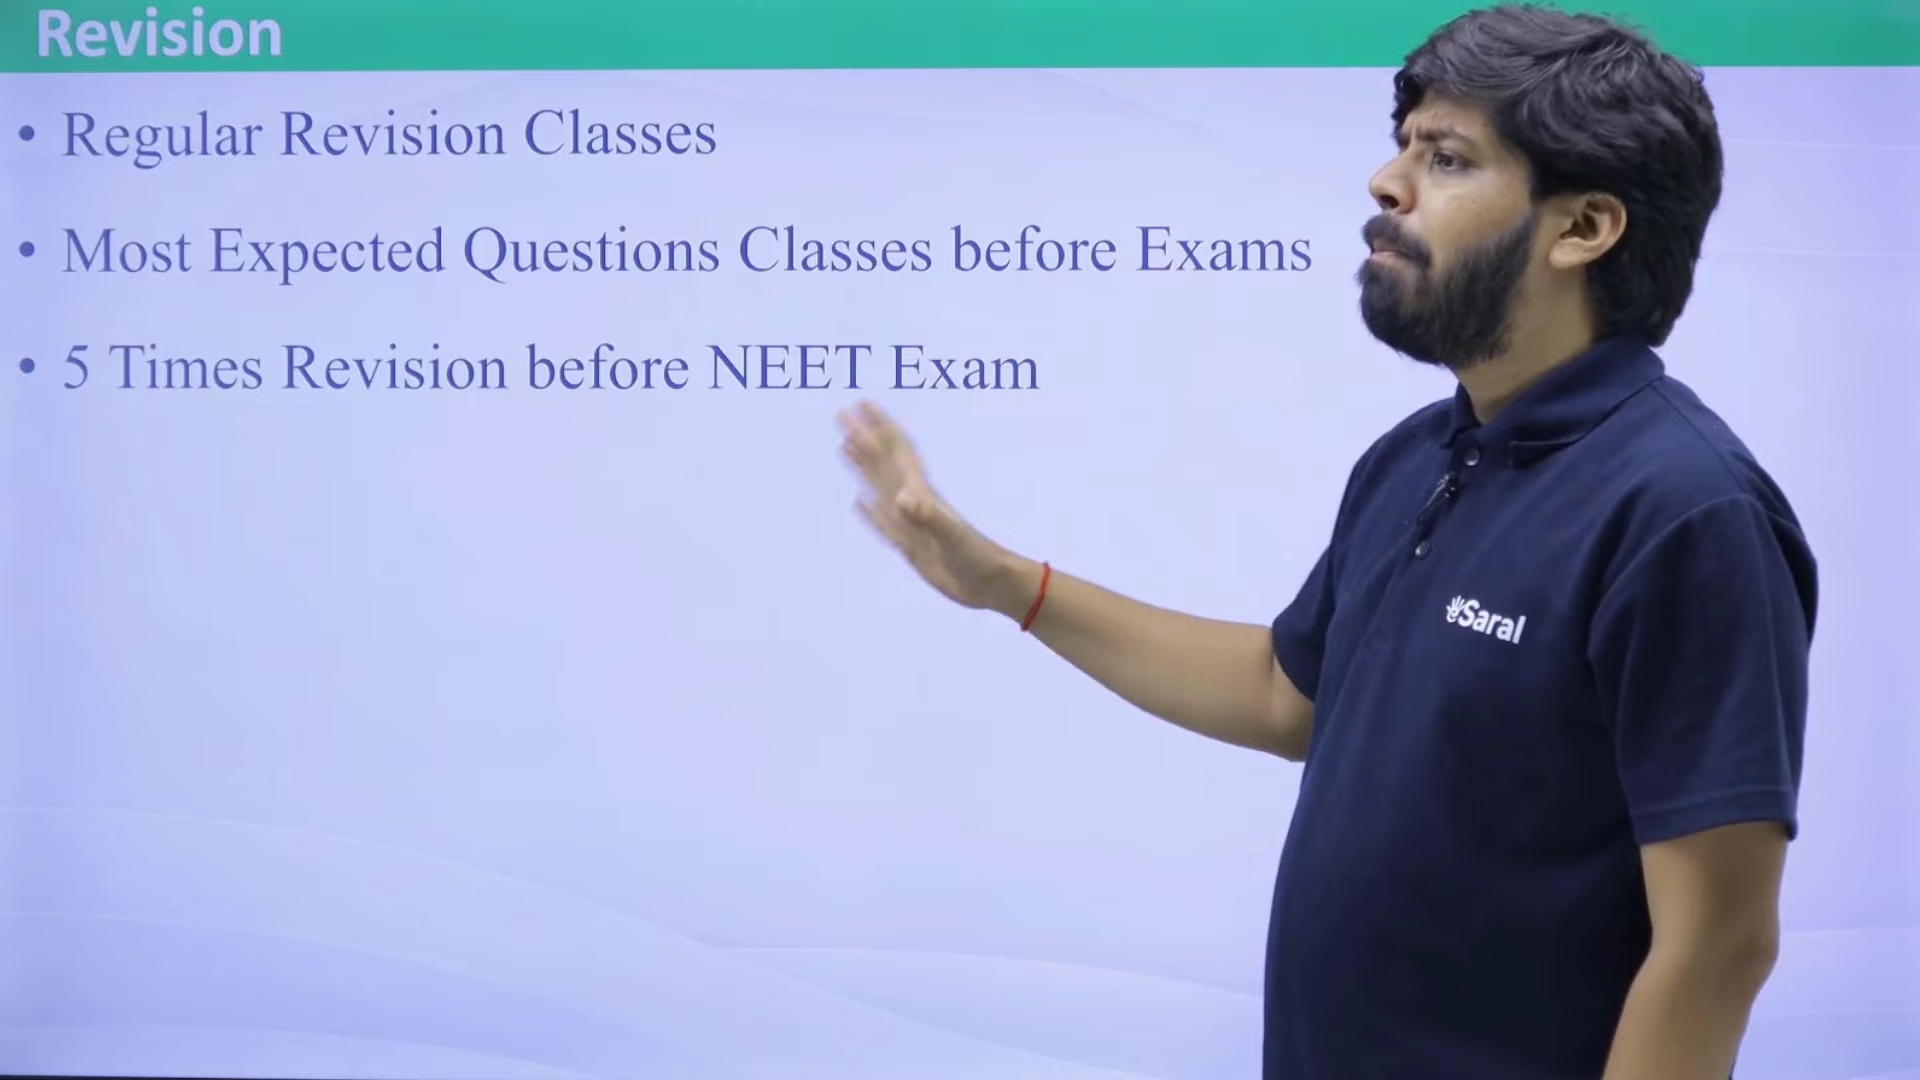 Revision
• Regular Revision Classes
• Most Expected Questions Classes before Exams
• 5 Times Revision before NEET Exam
eSaral